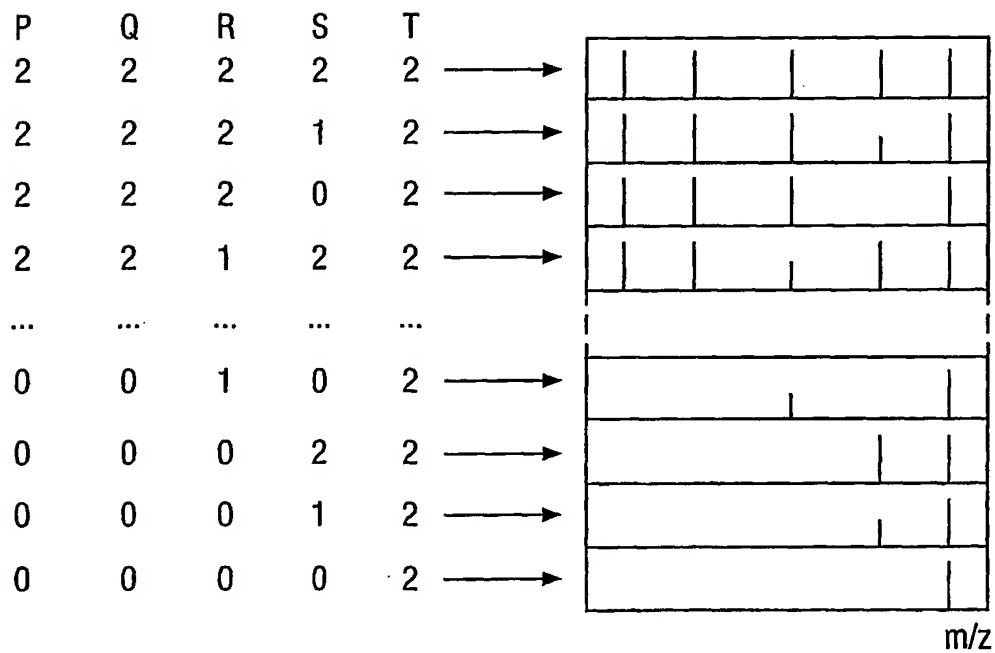 P Q R S T
2 2 2 2 2
2 2 2 1 2
2 2 2 0 2
2 2 1 2 2
... ... ... ... ...
0 0 1 0 2
0 0 0 2 2
0 0 0 1 2
0 0 0 0 2
m/z